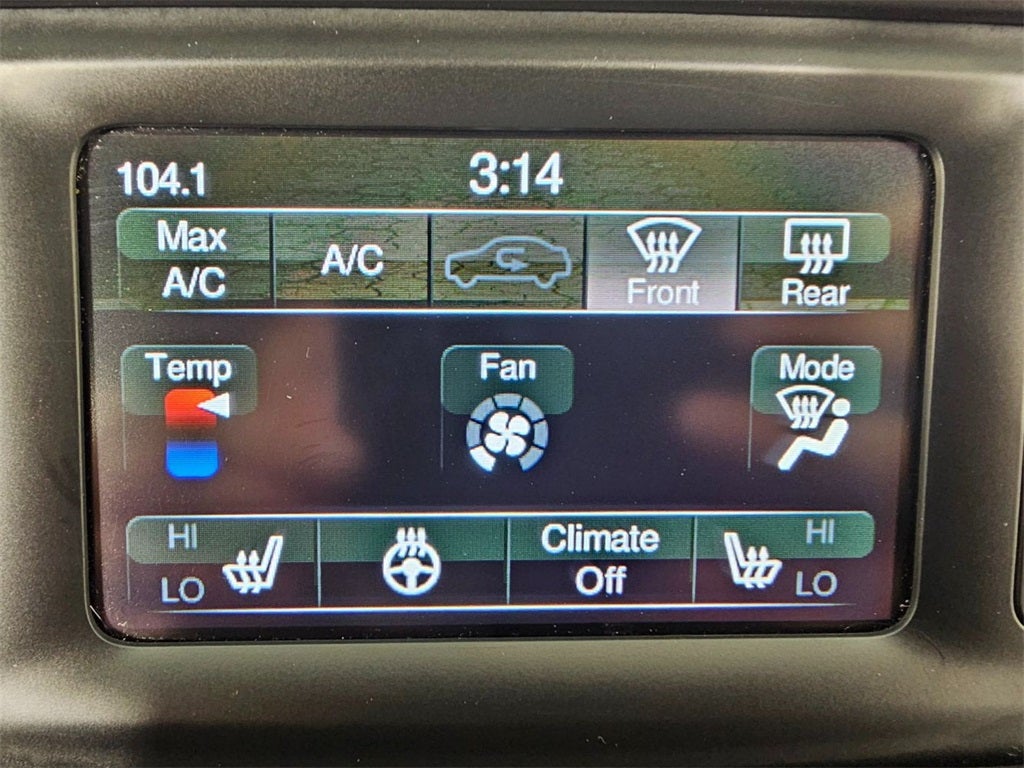 104.1
3:14
Max
A/C
A/C
Front
Rear
Temp
Fan
Mode
HI
LO
Climate
Off
HI
LO